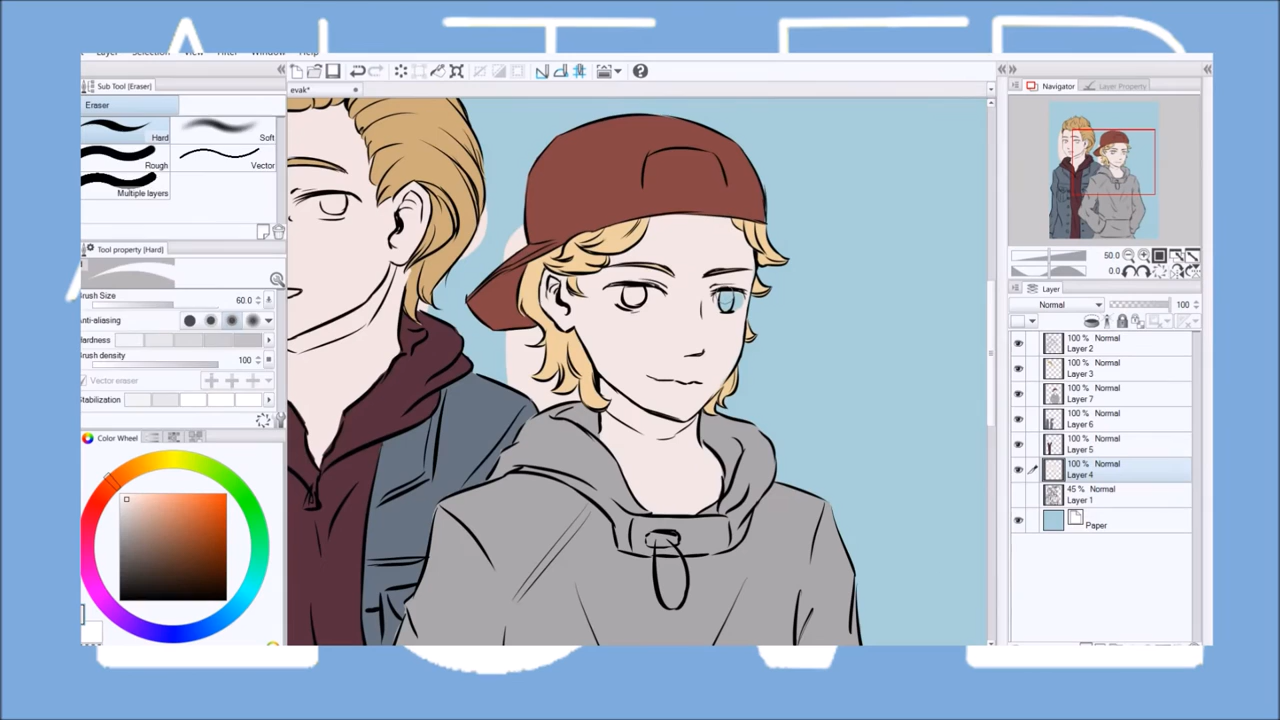 Layer Selection View Filter Window Help
Sub Tool [Eraser]
Eraser
Hard
Soft
Rough
Vector
Multiple layers
Tool property [Hard]
Brush Size 60.0
Anti-aliasing
Hardness
Brush density 100
Vector eraser
Stabilization
Color Wheel
evak*
Navigator
Layer Property
50.0
0.0
Layer
Normal 100
100 % Normal
Layer 2
100 % Normal
Layer 3
100 % Normal
Layer 7
100 % Normal
Layer 6
100 % Normal
Layer 5
100 % Normal
Layer 4
45 % Normal
Layer 1
Paper